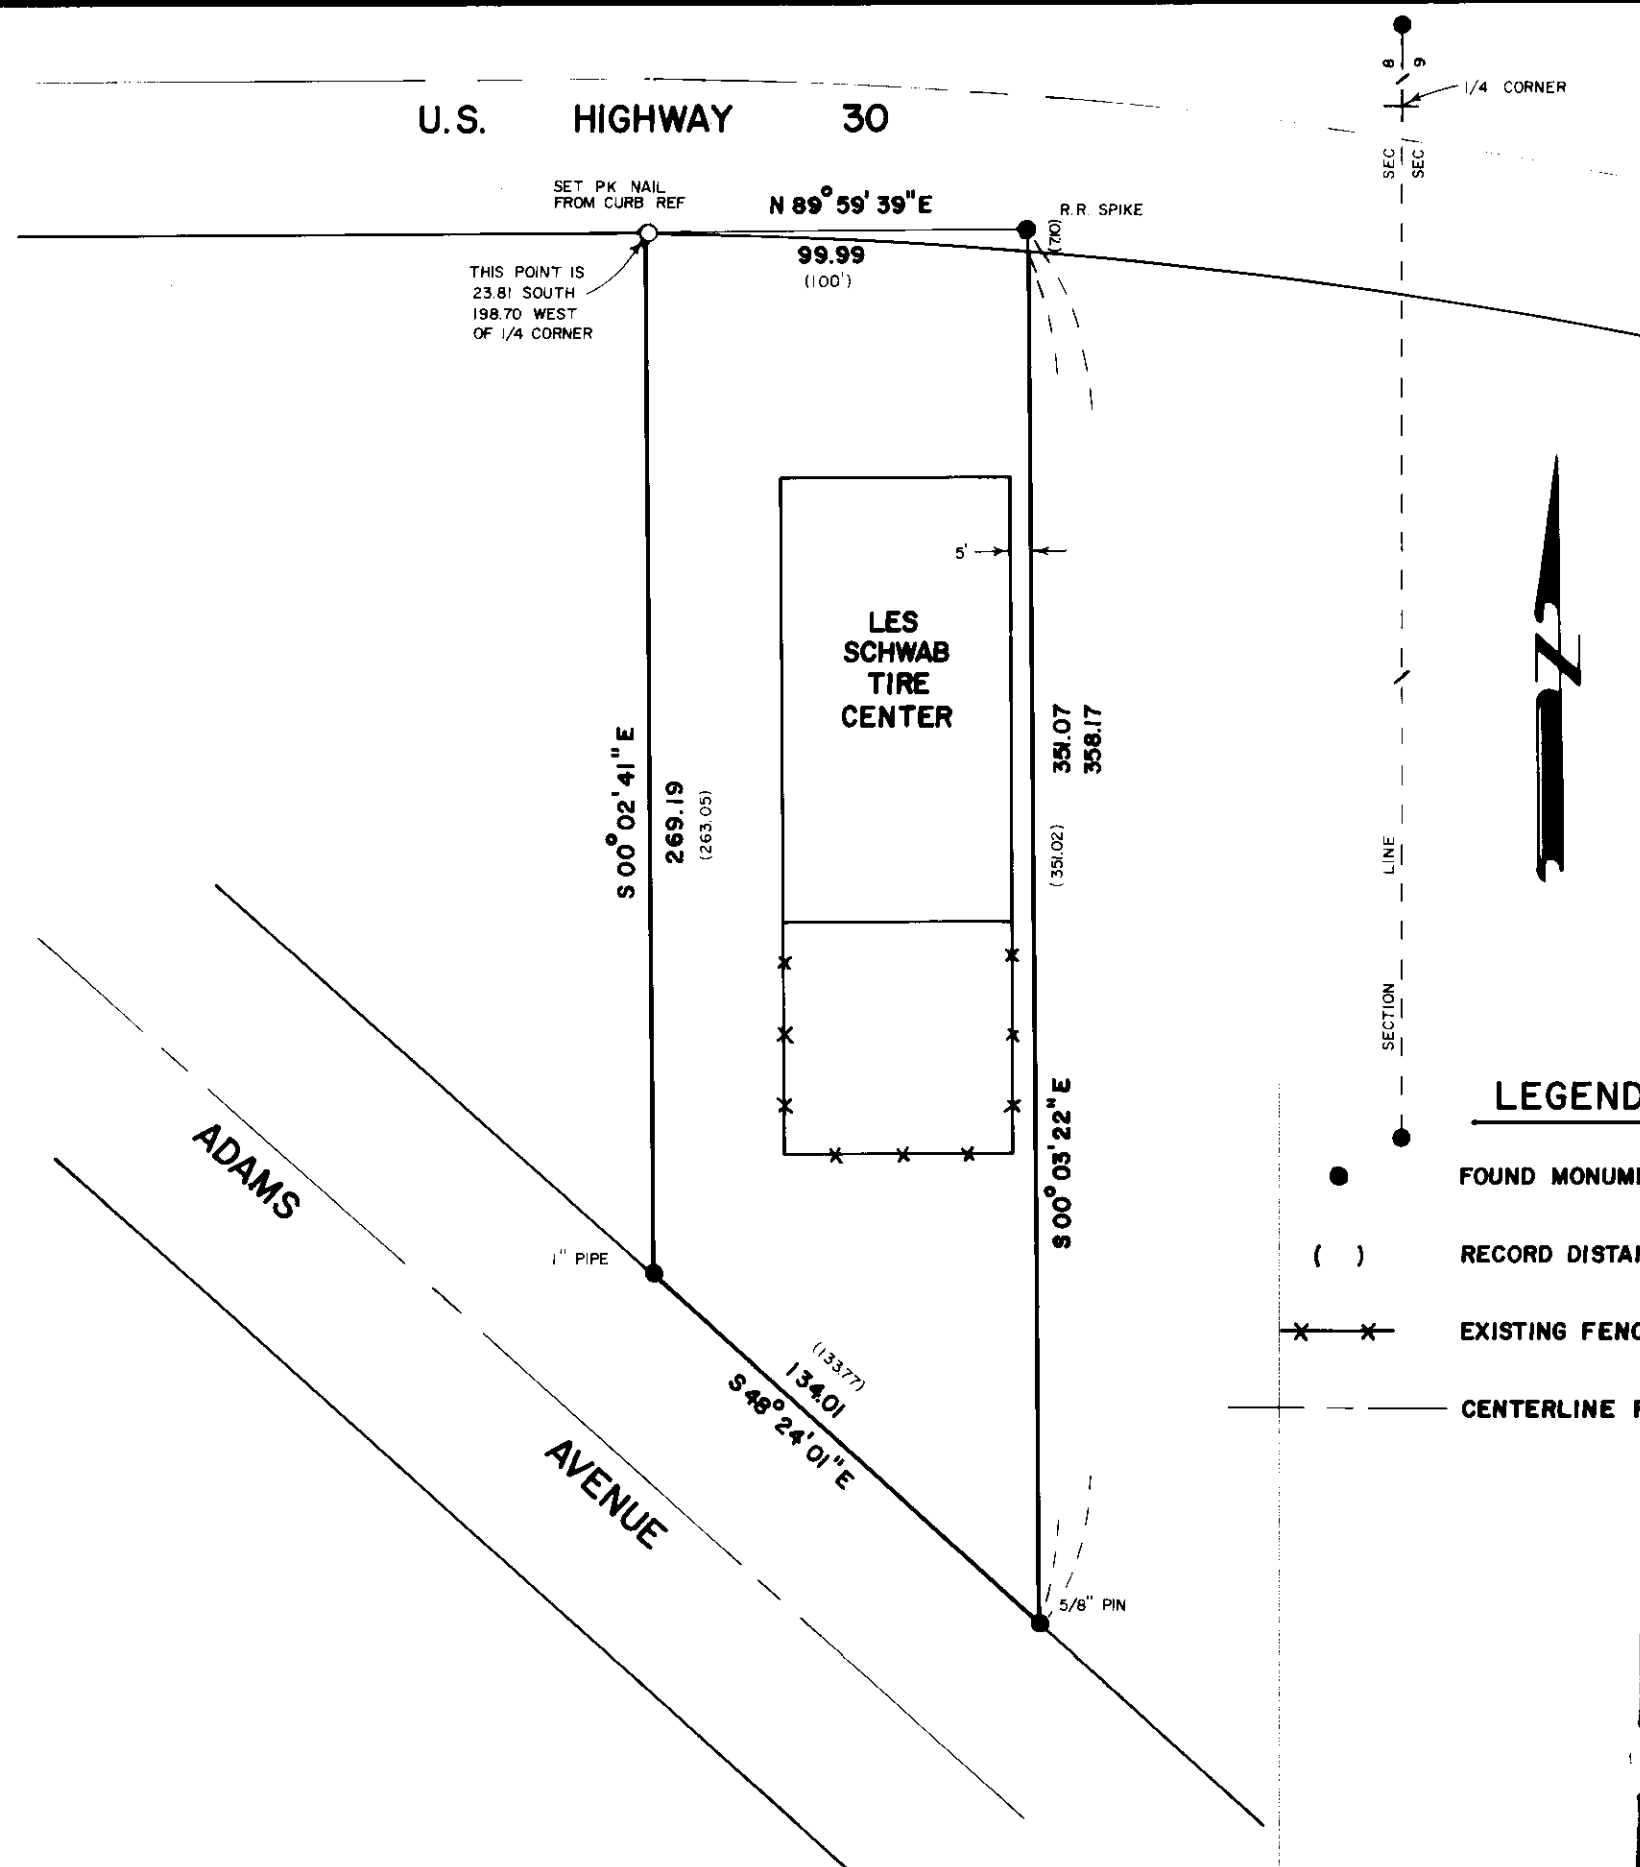 8
9
1/4 CORNER
U.S. HIGHWAY 30
SEC
SEC
SET PK NAIL
FROM CURB REF
N 89° 59' 39" E
R.R. SPIKE
(7.10)
99.99
(100')
THIS POINT IS
23.81 SOUTH
198.70 WEST
OF 1/4 CORNER
5'
LES
SCHWAB
TIRE
CENTER
S 00° 02' 41" E
269.19
(263.05)
351.07
358.17
(351.02)
S 00° 03' 22" E
SECTION LINE
N
LEGEND
FOUND MONUM
( ) RECORD DISTA
EXISTING FENC
CENTERLINE
ADAMS
AVENUE
1" PIPE
(133.77)
134.01
S 48° 24' 01" E
5/8" PIN